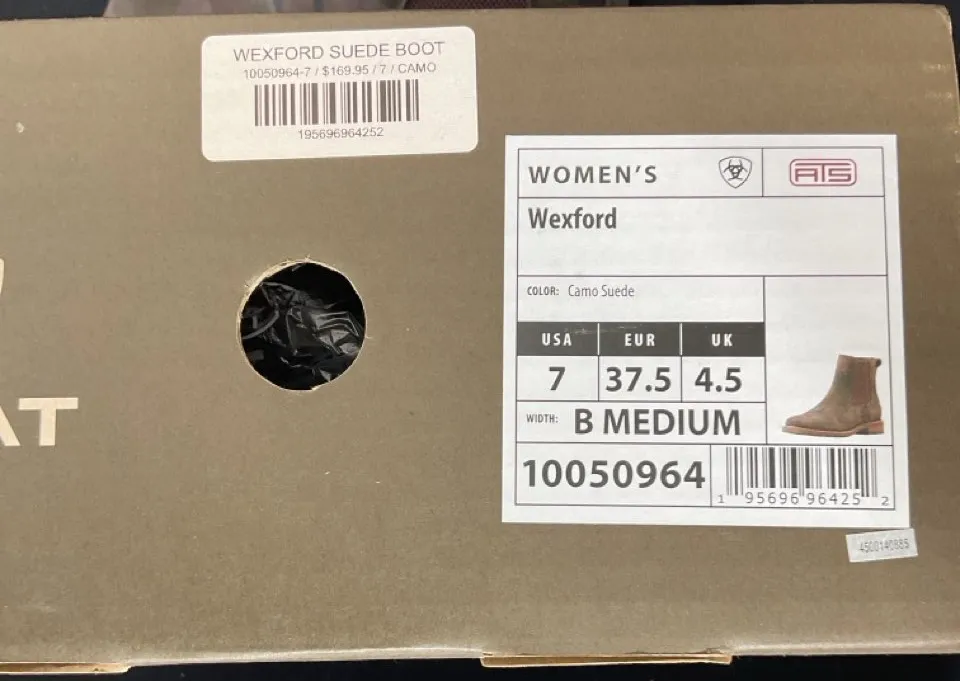 WEXFORD SUEDE BOOT
10050964-7 / $169.95 / 7 / CAMO
195696964252
WOMEN'S
ATS
Wexford
COLOR: Camo Suede
USA EUR UK
7 37.5 4.5
WIDTH: B MEDIUM
10050964
1 95696 96425 2
AT